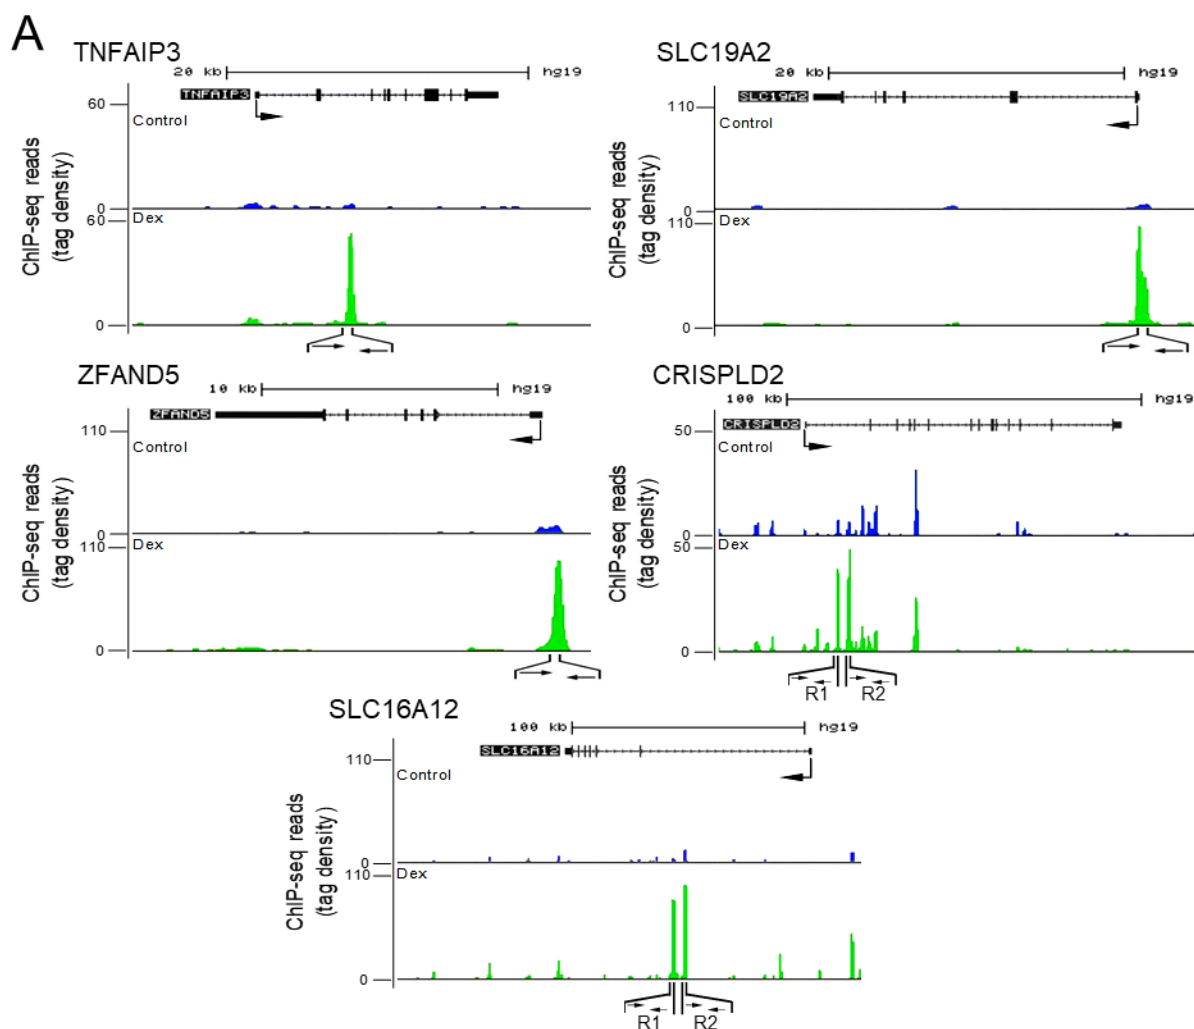 A
TNFAIP3
20 kb hg19
TNFAIP3
60
Control
0
60
Dex
0
ChIP-seq reads
(tag density)
SLC19A2
20 kb hg19
SLC19A2
110
Control
0
110
Dex
0
ChIP-seq reads
(tag density)
ZFAND5
10 kb hg19
ZFAND5
110
Control
0
110
Dex
0
ChIP-seq reads
(tag density)
CRISPLD2
100 kb hg19
CRISPLD2
50
Control
0
50
Dex
0
ChIP-seq reads
(tag density)
R1 R2
SLC16A12
100 kb hg19
SLC16A12
110
Control
0
110
Dex
0
ChIP-seq reads
(tag density)
R1 R2